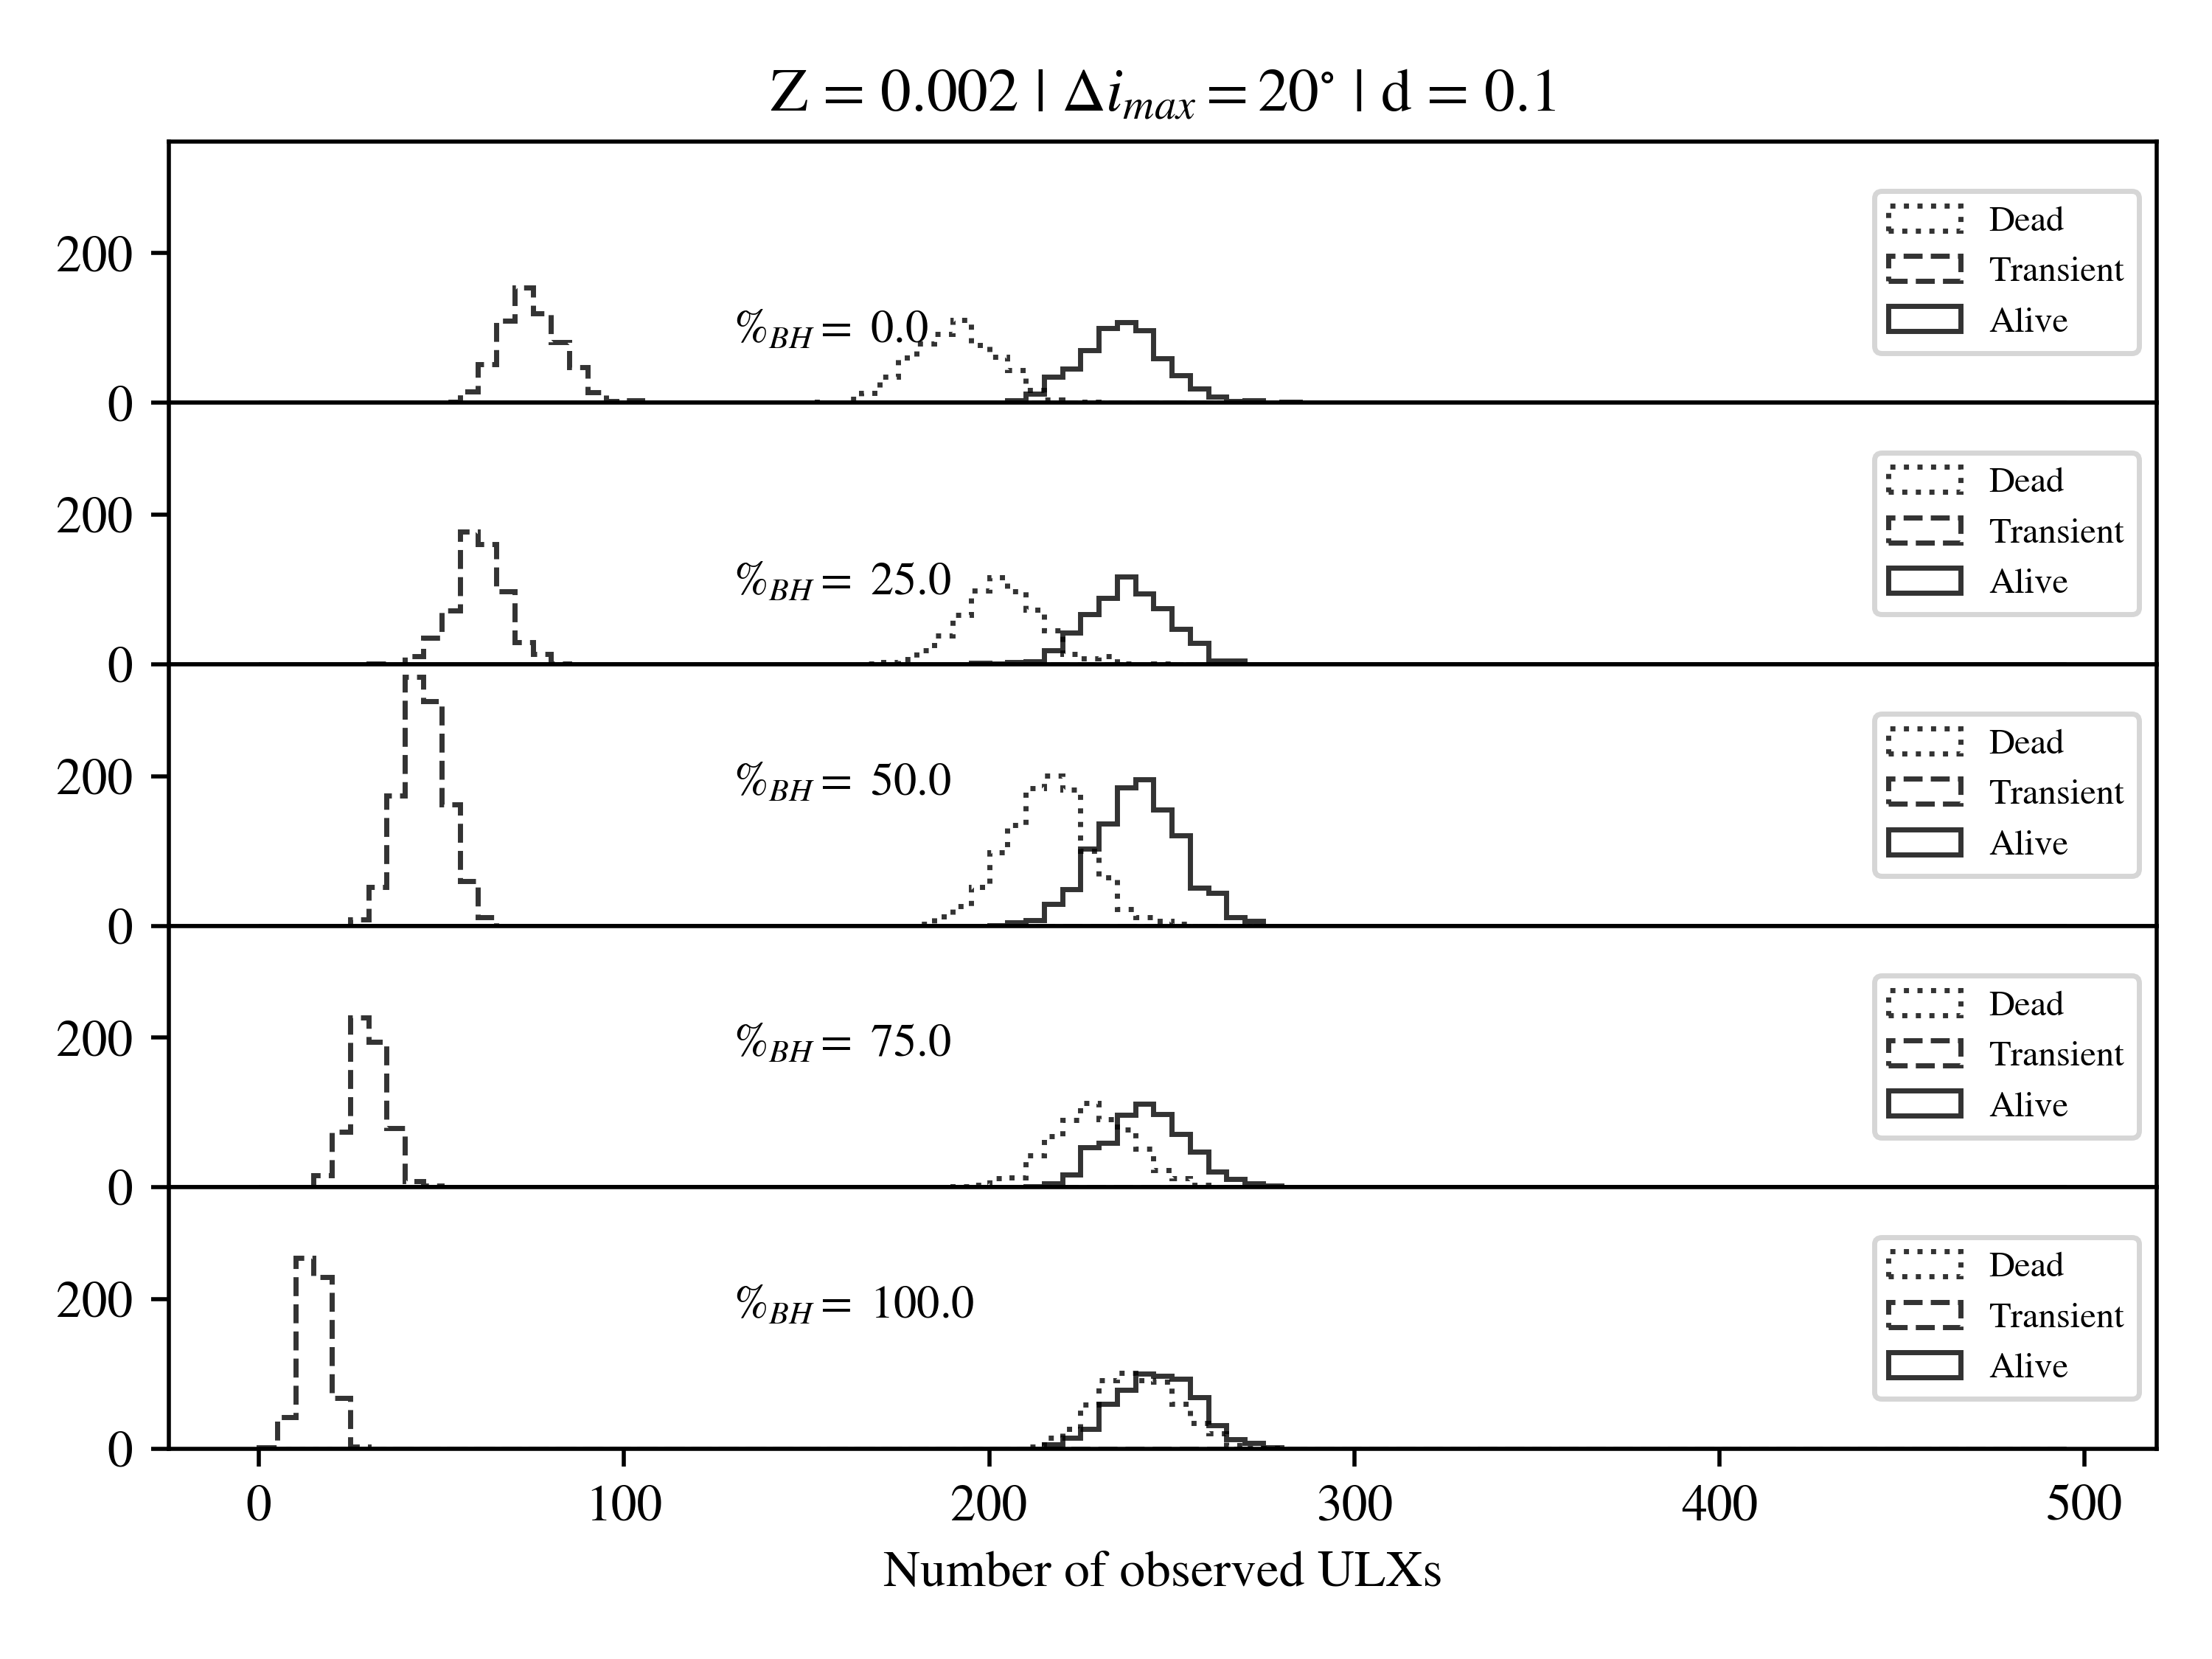 Z = 0.002 | Δi_max = 20° | d = 0.1
200
0
%_BH = 0.0
Dead
Transient
Alive
200
0
%_BH = 25.0
Dead
Transient
Alive
200
0
%_BH = 50.0
Dead
Transient
Alive
200
0
%_BH = 75.0
Dead
Transient
Alive
200
0
%_BH = 100.0
Dead
Transient
Alive
0 100 200 300 400 500
Number of observed ULXs